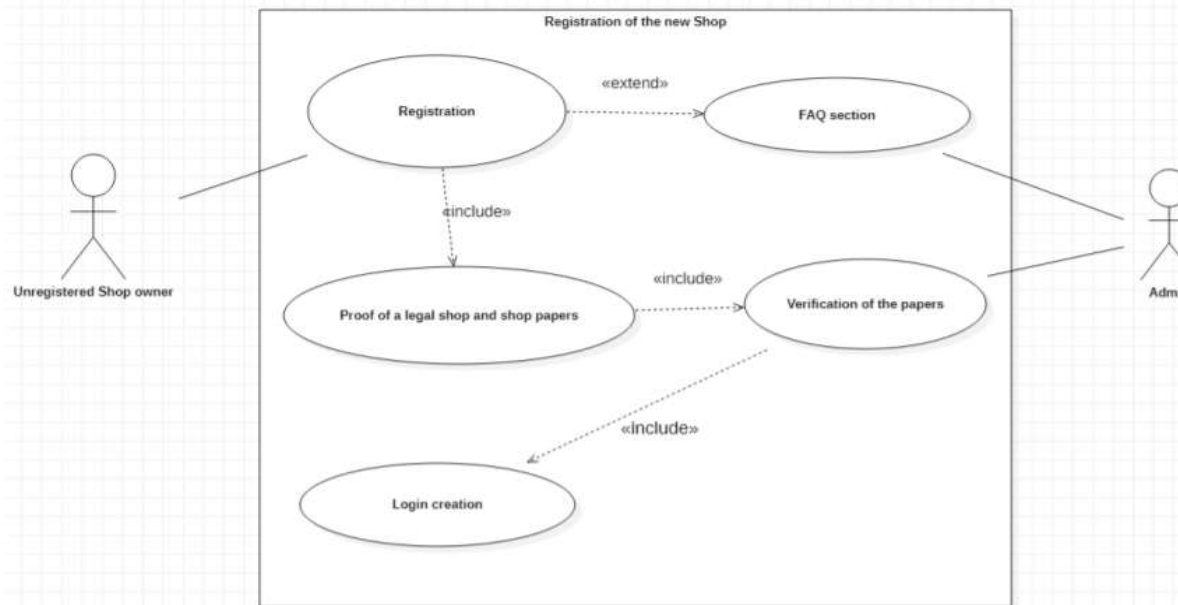 Registration of the new Shop
«extend»
Registration
FAQ section
«include»
Unregistered Shop owner
«include»
Proof of a legal shop and shop papers
Verification of the papers
Adm
«include»
Login creation